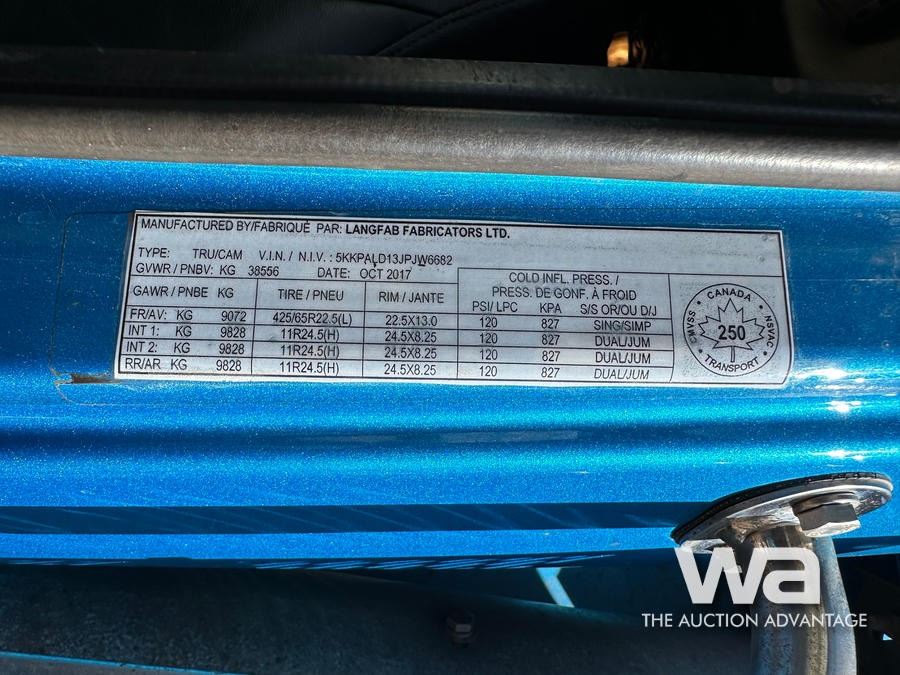 MANUFACTURED BY/FABRIQUÉ PAR: LANGFAB FABRICATORS LTD.
TYPE: TRU/CAM V.I.N./ N.I.V. : 5KKPALD13JPJW6682
GVWR / PNBV: KG 38556 DATE: OCT 2017
COLD INFL. PRESS. /
PRESS. DE GONF. À FROID
GAWR / PNBE KG TIRE / PNEU RIM / JANTE PSI/ LPC KPA S/S OR/OU D/J
FR/AV: KG 9072 425/65R22.5(L) 22.5X13.0 120 827 SING/SIMP
INT 1: KG 9828 11R24.5(H) 24.5X8.25 120 827 DUAL/JUM
INT 2: KG 9828 11R24.5(H) 24.5X8.25 120 827 DUAL/JUM
RR/AR KG 9828 11R24.5(H) 24.5X8.25 120 827 DUAL/JUM
CANADA
CMVSS 250 NSVAC
TRANSPORT
wa
THE AUCTION ADVANTAGE